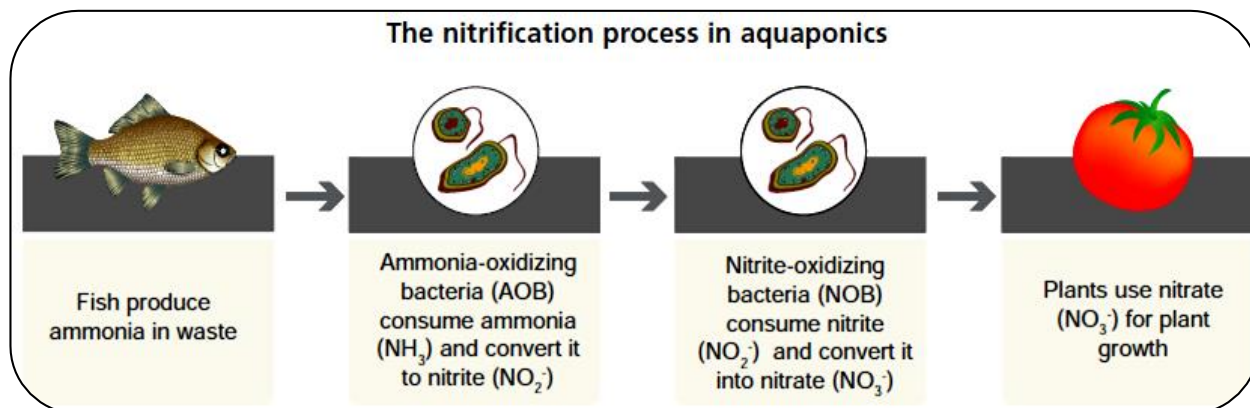 The nitrification process in aquaponics
Fish produce
ammonia in waste
Ammonia-oxidizing
bacteria (AOB)
consume ammonia
(NH₃) and convert it
to nitrite (NO₂⁻)
Nitrite-oxidizing
bacteria (NOB)
consume nitrite
(NO₂⁻) and convert it
into nitrate (NO₃⁻)
Plants use nitrate
(NO₃⁻) for plant
growth